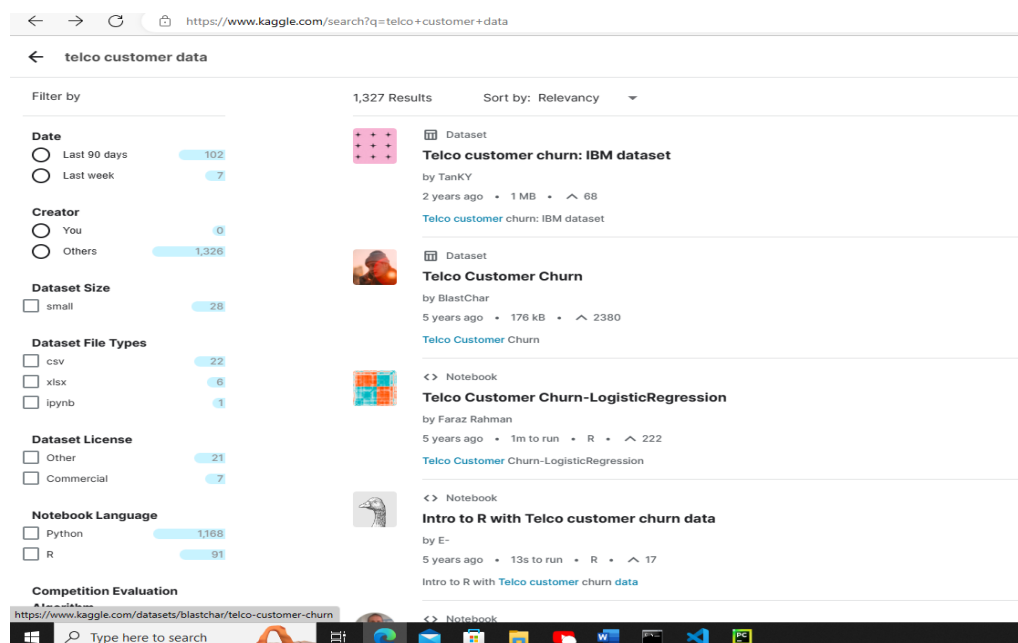 https://www.kaggle.com/search?q=telco+customer+data
telco customer data
Filter by
Date
Last 90 days 102
Last week 7
Creator
You 0
Others 1,326
Dataset Size
small 28
Dataset File Types
csv 22
xlsx 6
ipynb 1
Dataset License
Other 21
Commercial 7
Notebook Language
Python 1,168
R 91
Competition Evaluation
Algorithm
1,327 Results Sort by: Relevancy
Dataset
Telco customer churn: IBM dataset
by TanKY
2 years ago • 1 MB • 68
Telco customer churn: IBM dataset
Dataset
Telco Customer Churn
by BlastChar
5 years ago • 176 kB • 2380
Telco Customer Churn
<> Notebook
Telco Customer Churn-LogisticRegression
by Faraz Rahman
5 years ago • 1m to run • R • 222
Telco Customer Churn-LogisticRegression
<> Notebook
Intro to R with Telco customer churn data
by E-
5 years ago • 13s to run • R • 17
Intro to R with Telco customer churn data
<> Notebook
https://www.kaggle.com/datasets/blastchar/telco-customer-churn
Type here to search
W
PC